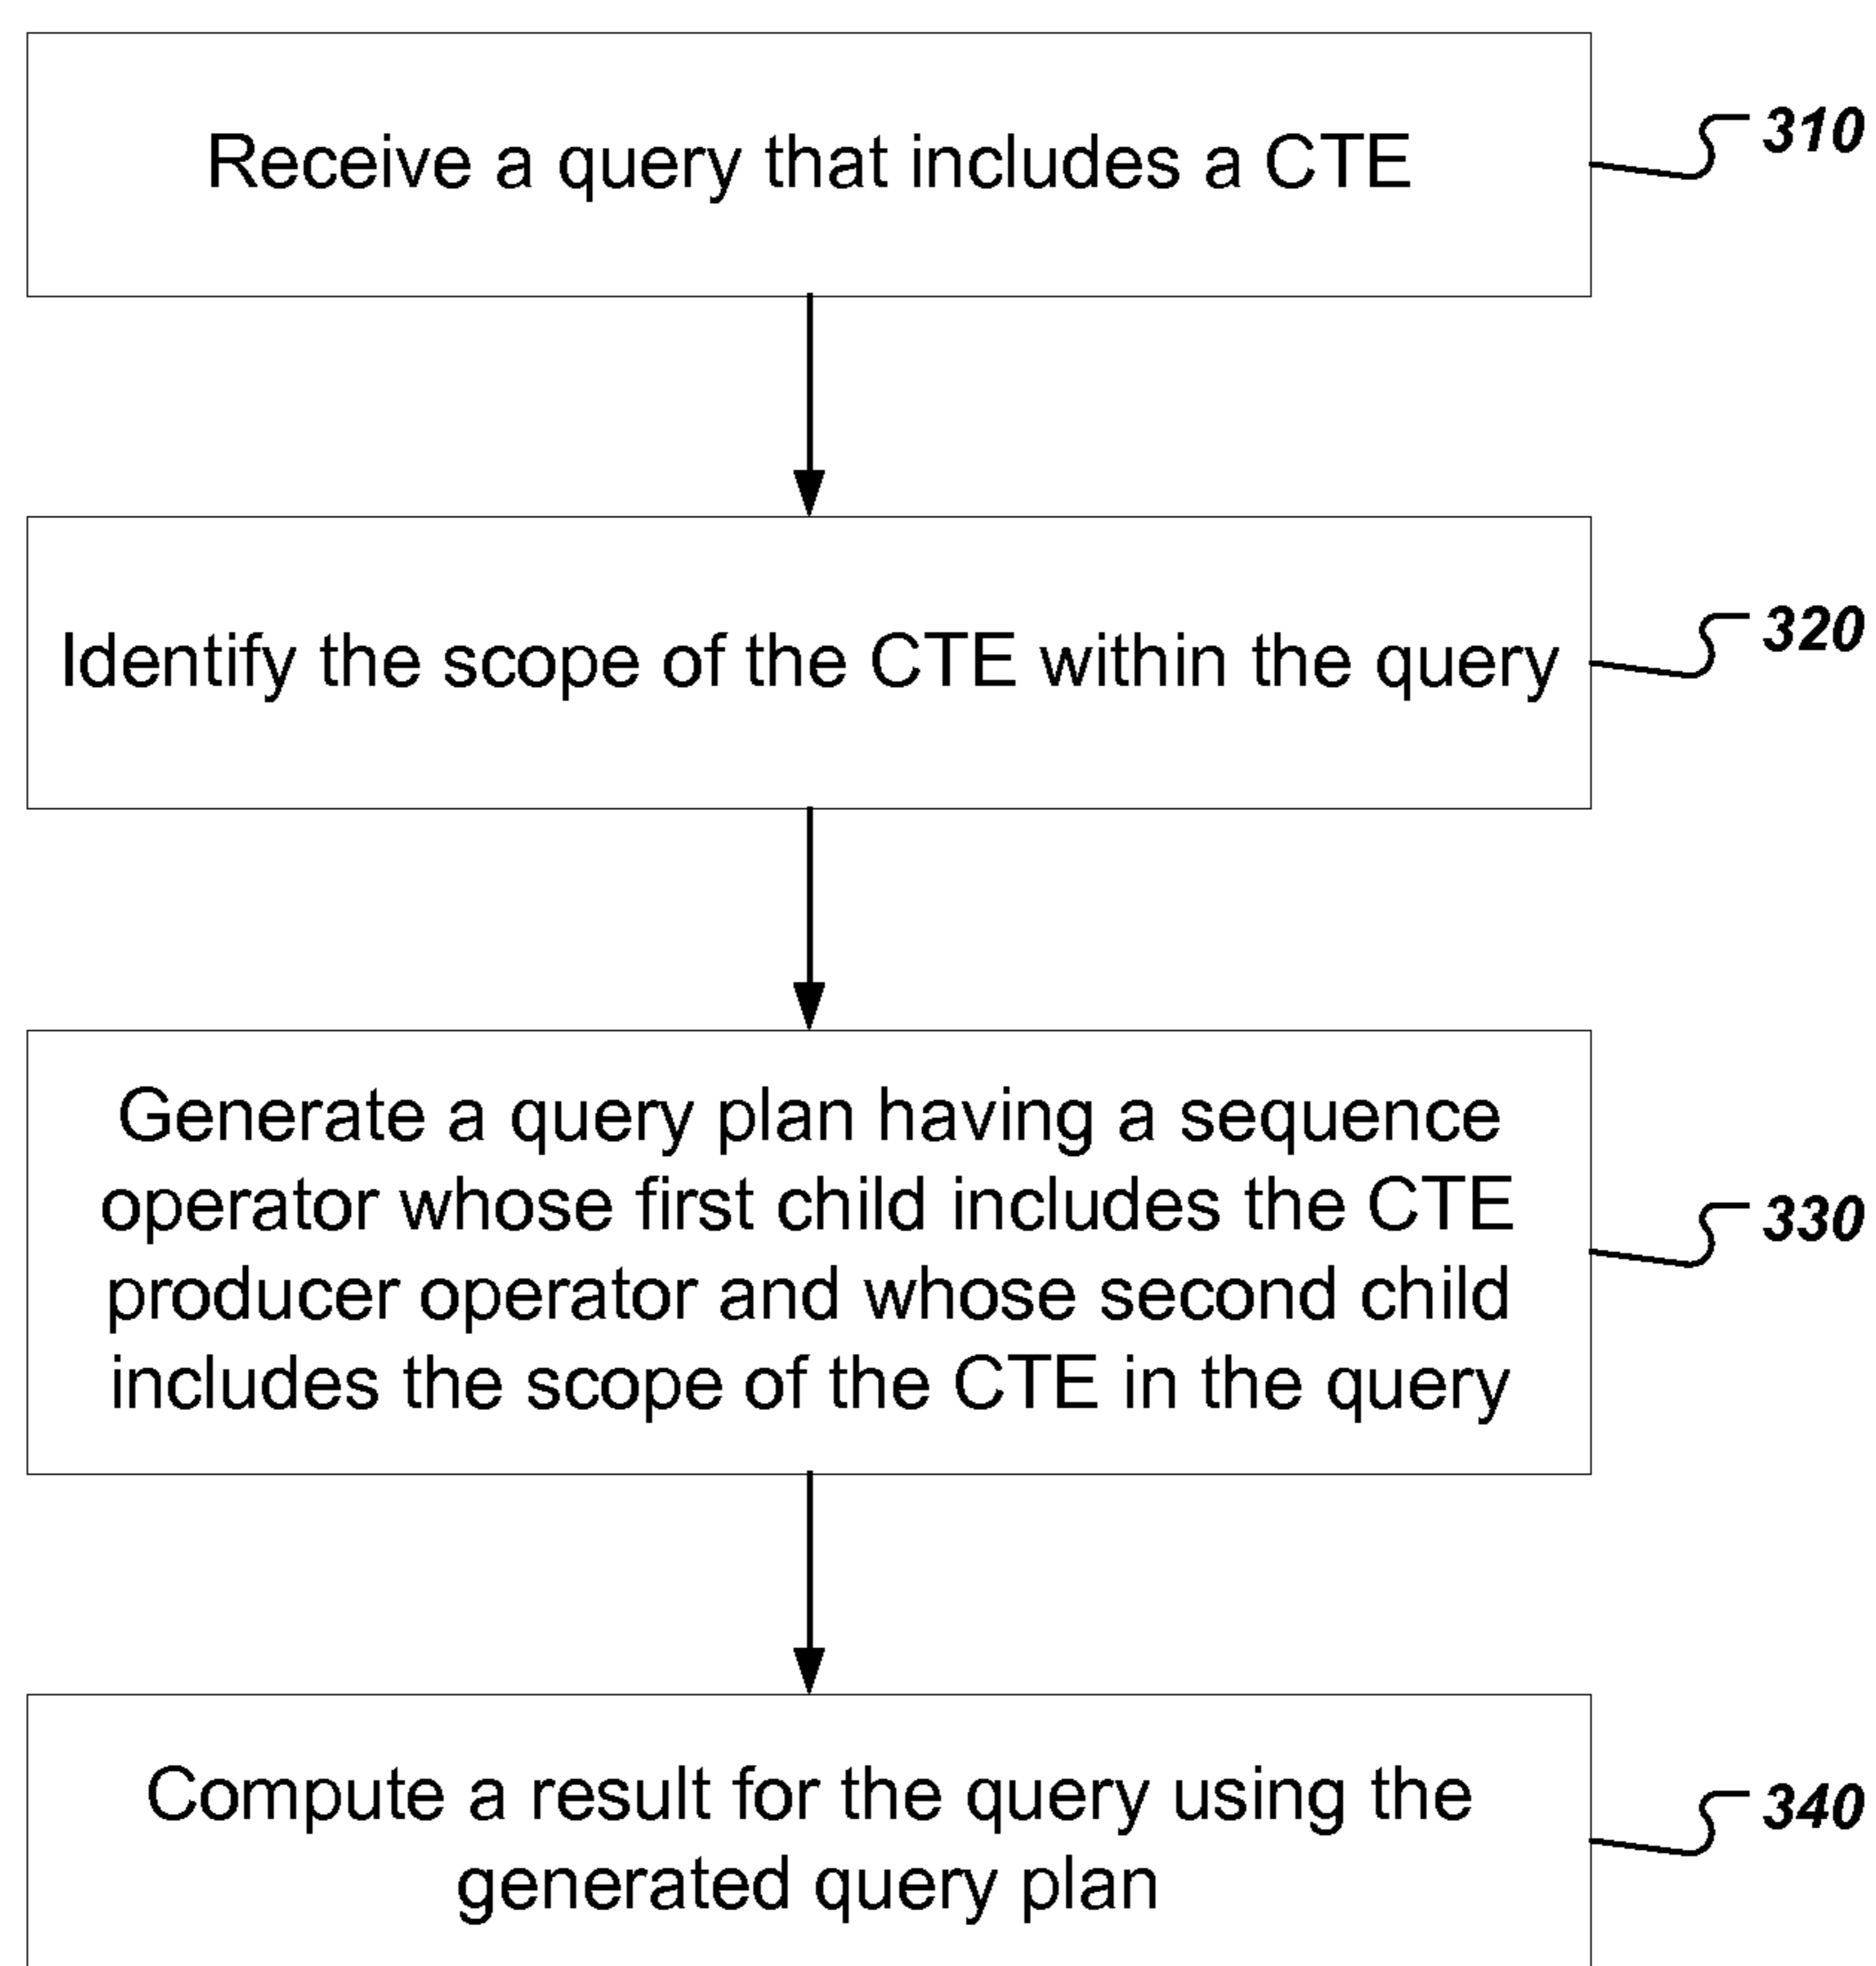 Receive a query that includes a CTE
310
Identify the scope of the CTE within the query
320
Generate a query plan having a sequence
operator whose first child includes the CTE
producer operator and whose second child
includes the scope of the CTE in the query
330
Compute a result for the query using the
generated query plan
340